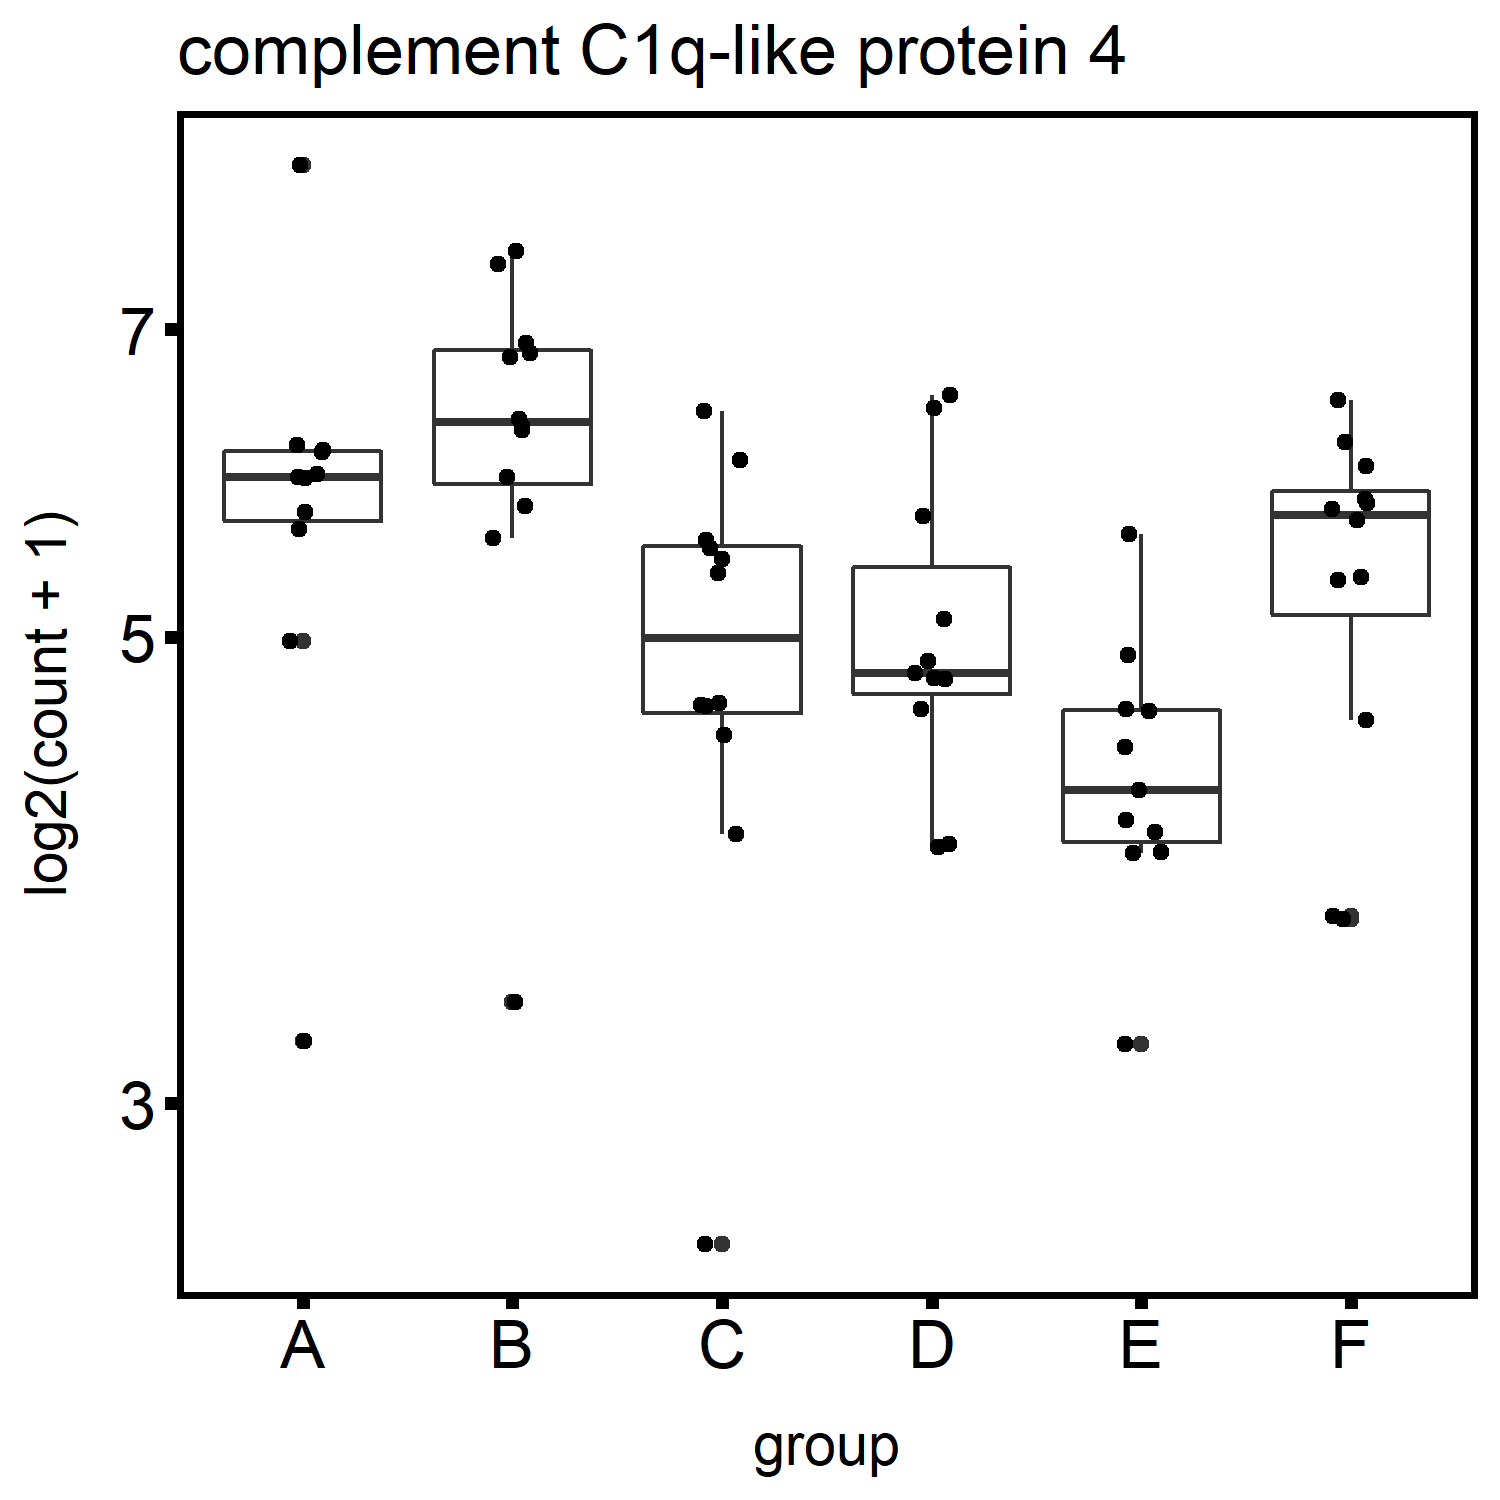 complement C1q-like protein 4
log2(count + 1)
7
5
3
A B C D E F
group